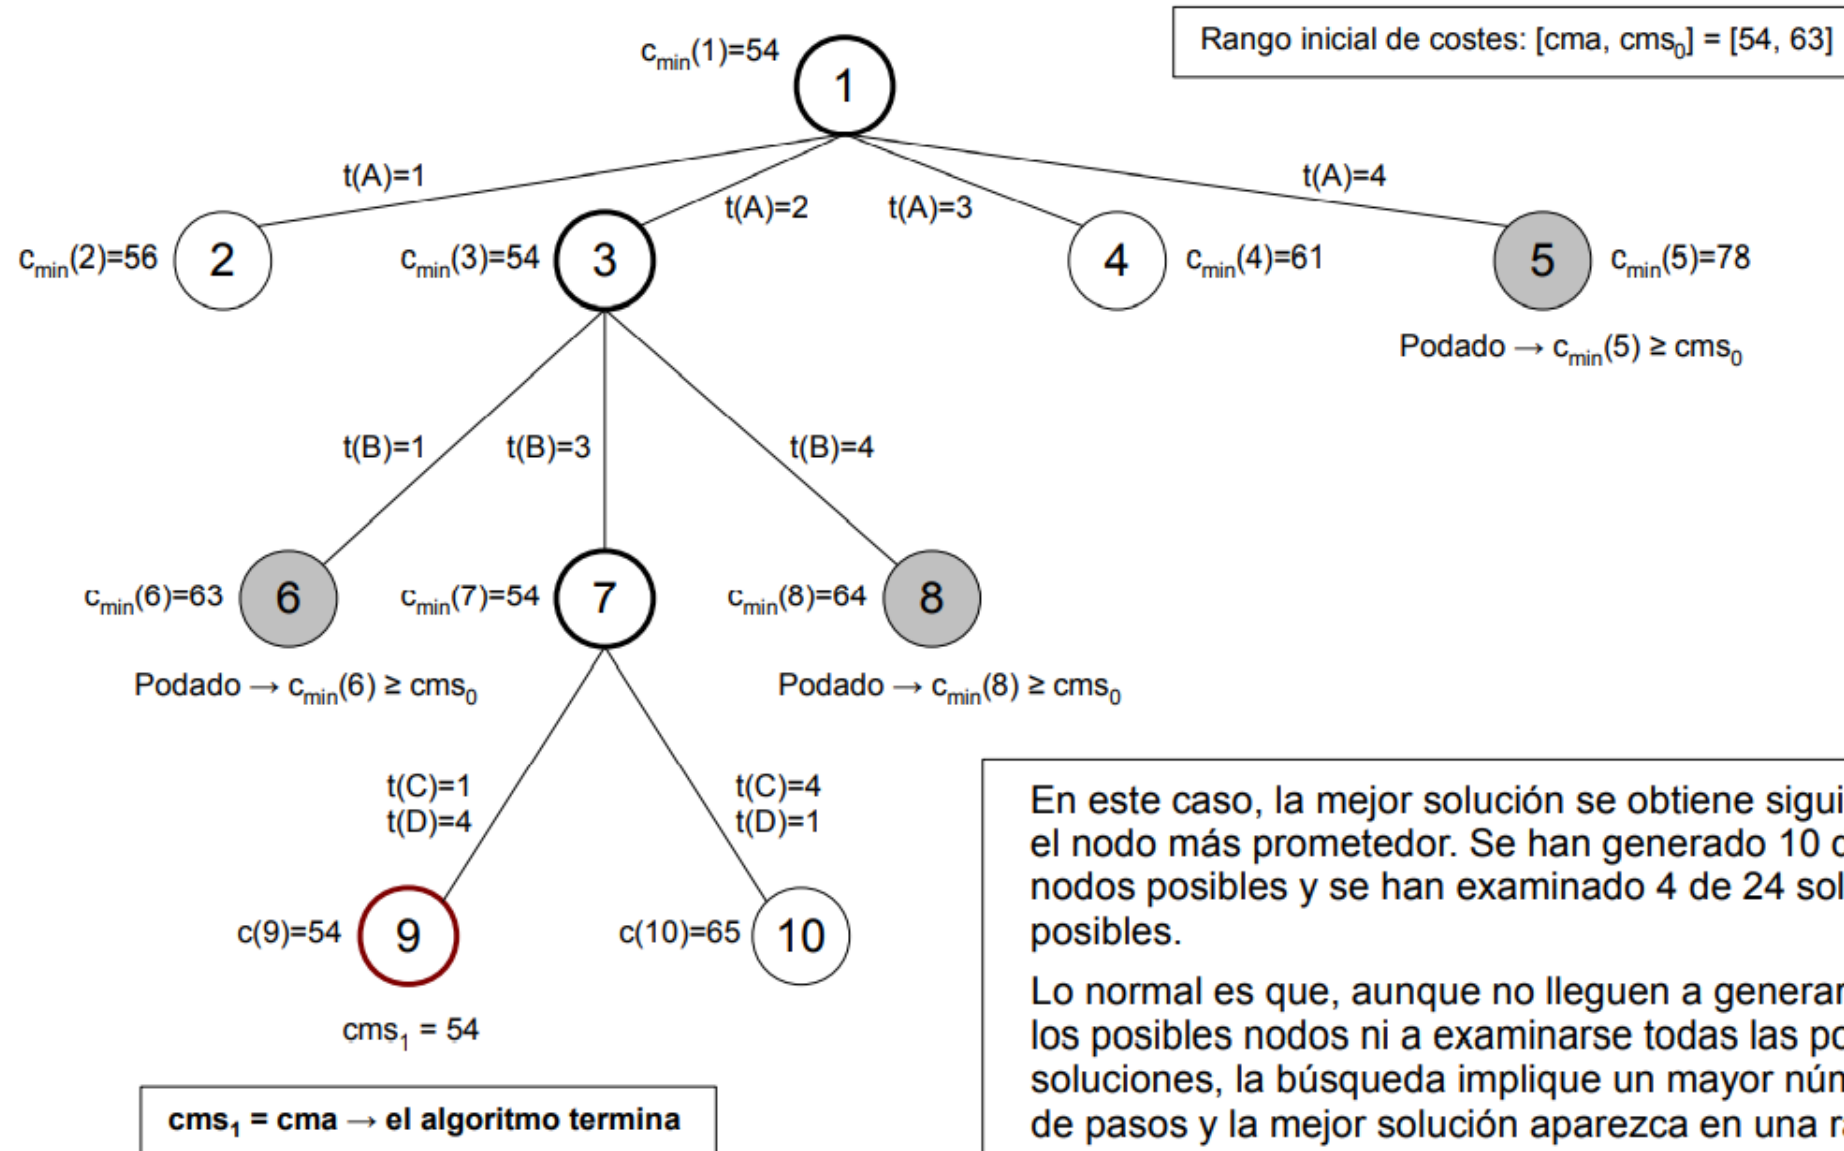 Rango inicial de costes: [cma, cms0] = [54, 63]
cmin(1)=54
1
t(A)=1
t(A)=2
t(A)=3
t(A)=4
cmin(2)=56
2
cmin(3)=54
3
4
cmin(4)=61
5
cmin(5)=78
Podado → cmin(5) ≥ cms0
t(B)=1
t(B)=3
t(B)=4
cmin(6)=63
6
cmin(7)=54
7
cmin(8)=64
8
Podado → cmin(6) ≥ cms0
Podado → cmin(8) ≥ cms0
t(C)=1
t(D)=4
t(C)=4
t(D)=1
c(9)=54
9
c(10)=65
10
cms1 = 54
cms1 = cma → el algoritmo termina
En este caso, la mejor solución se obtiene
el nodo más prometedor. Se han generado 10
nodos posibles y se han examinado 4 de 24
posibles.
Lo normal es que, aunque no lleguen a
los posibles nodos ni a examinarse todas las
soluciones, la búsqueda implique un mayor
de pasos y la mejor solución aparezca en una